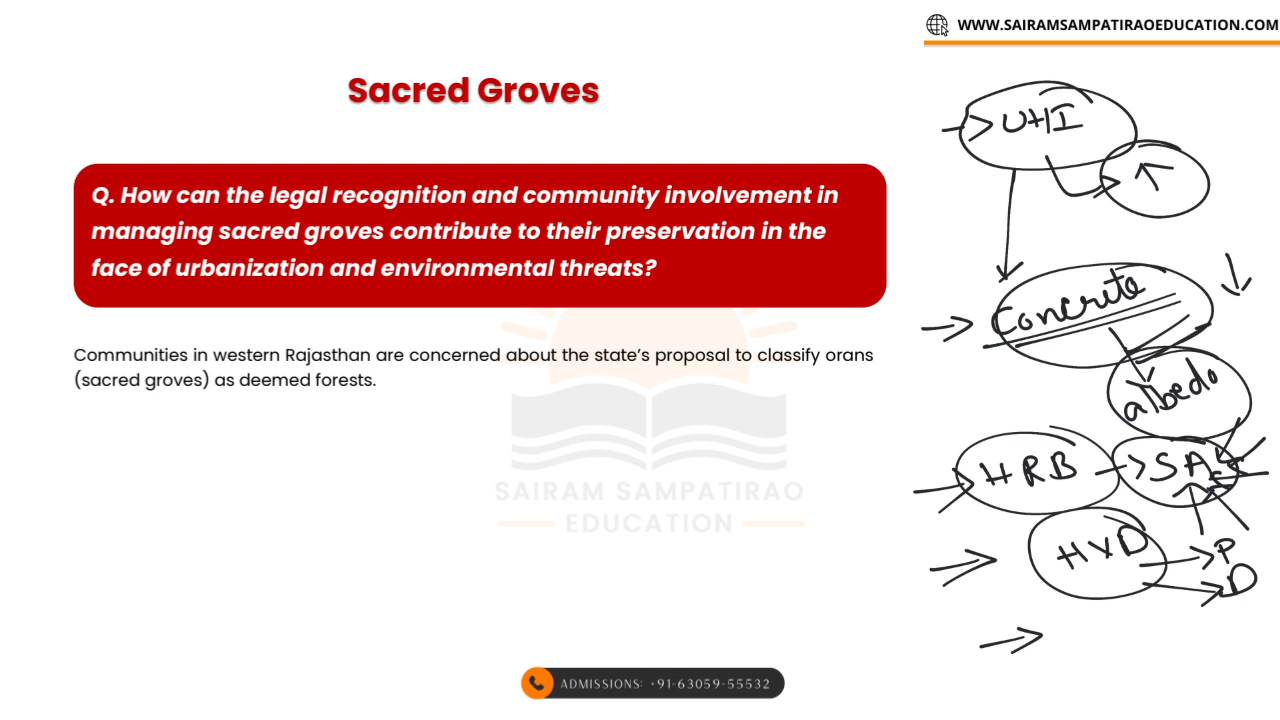 WWW.SAIRAMSAMPATIRAOEDUCATION.COM
Sacred Groves
Q. How can the legal recognition and community involvement in
managing sacred groves contribute to their preservation in the
face of urbanization and environmental threats?
Communities in western Rajasthan are concerned about the state's proposal to classify orans
(sacred groves) as deemed forests.
SAIRAM SAMPATIRAO
EDUCATION
UHI
Concrete
albedo
HRB
SA
HYD
P
D
ADMISSIONS: +91-63059-55532